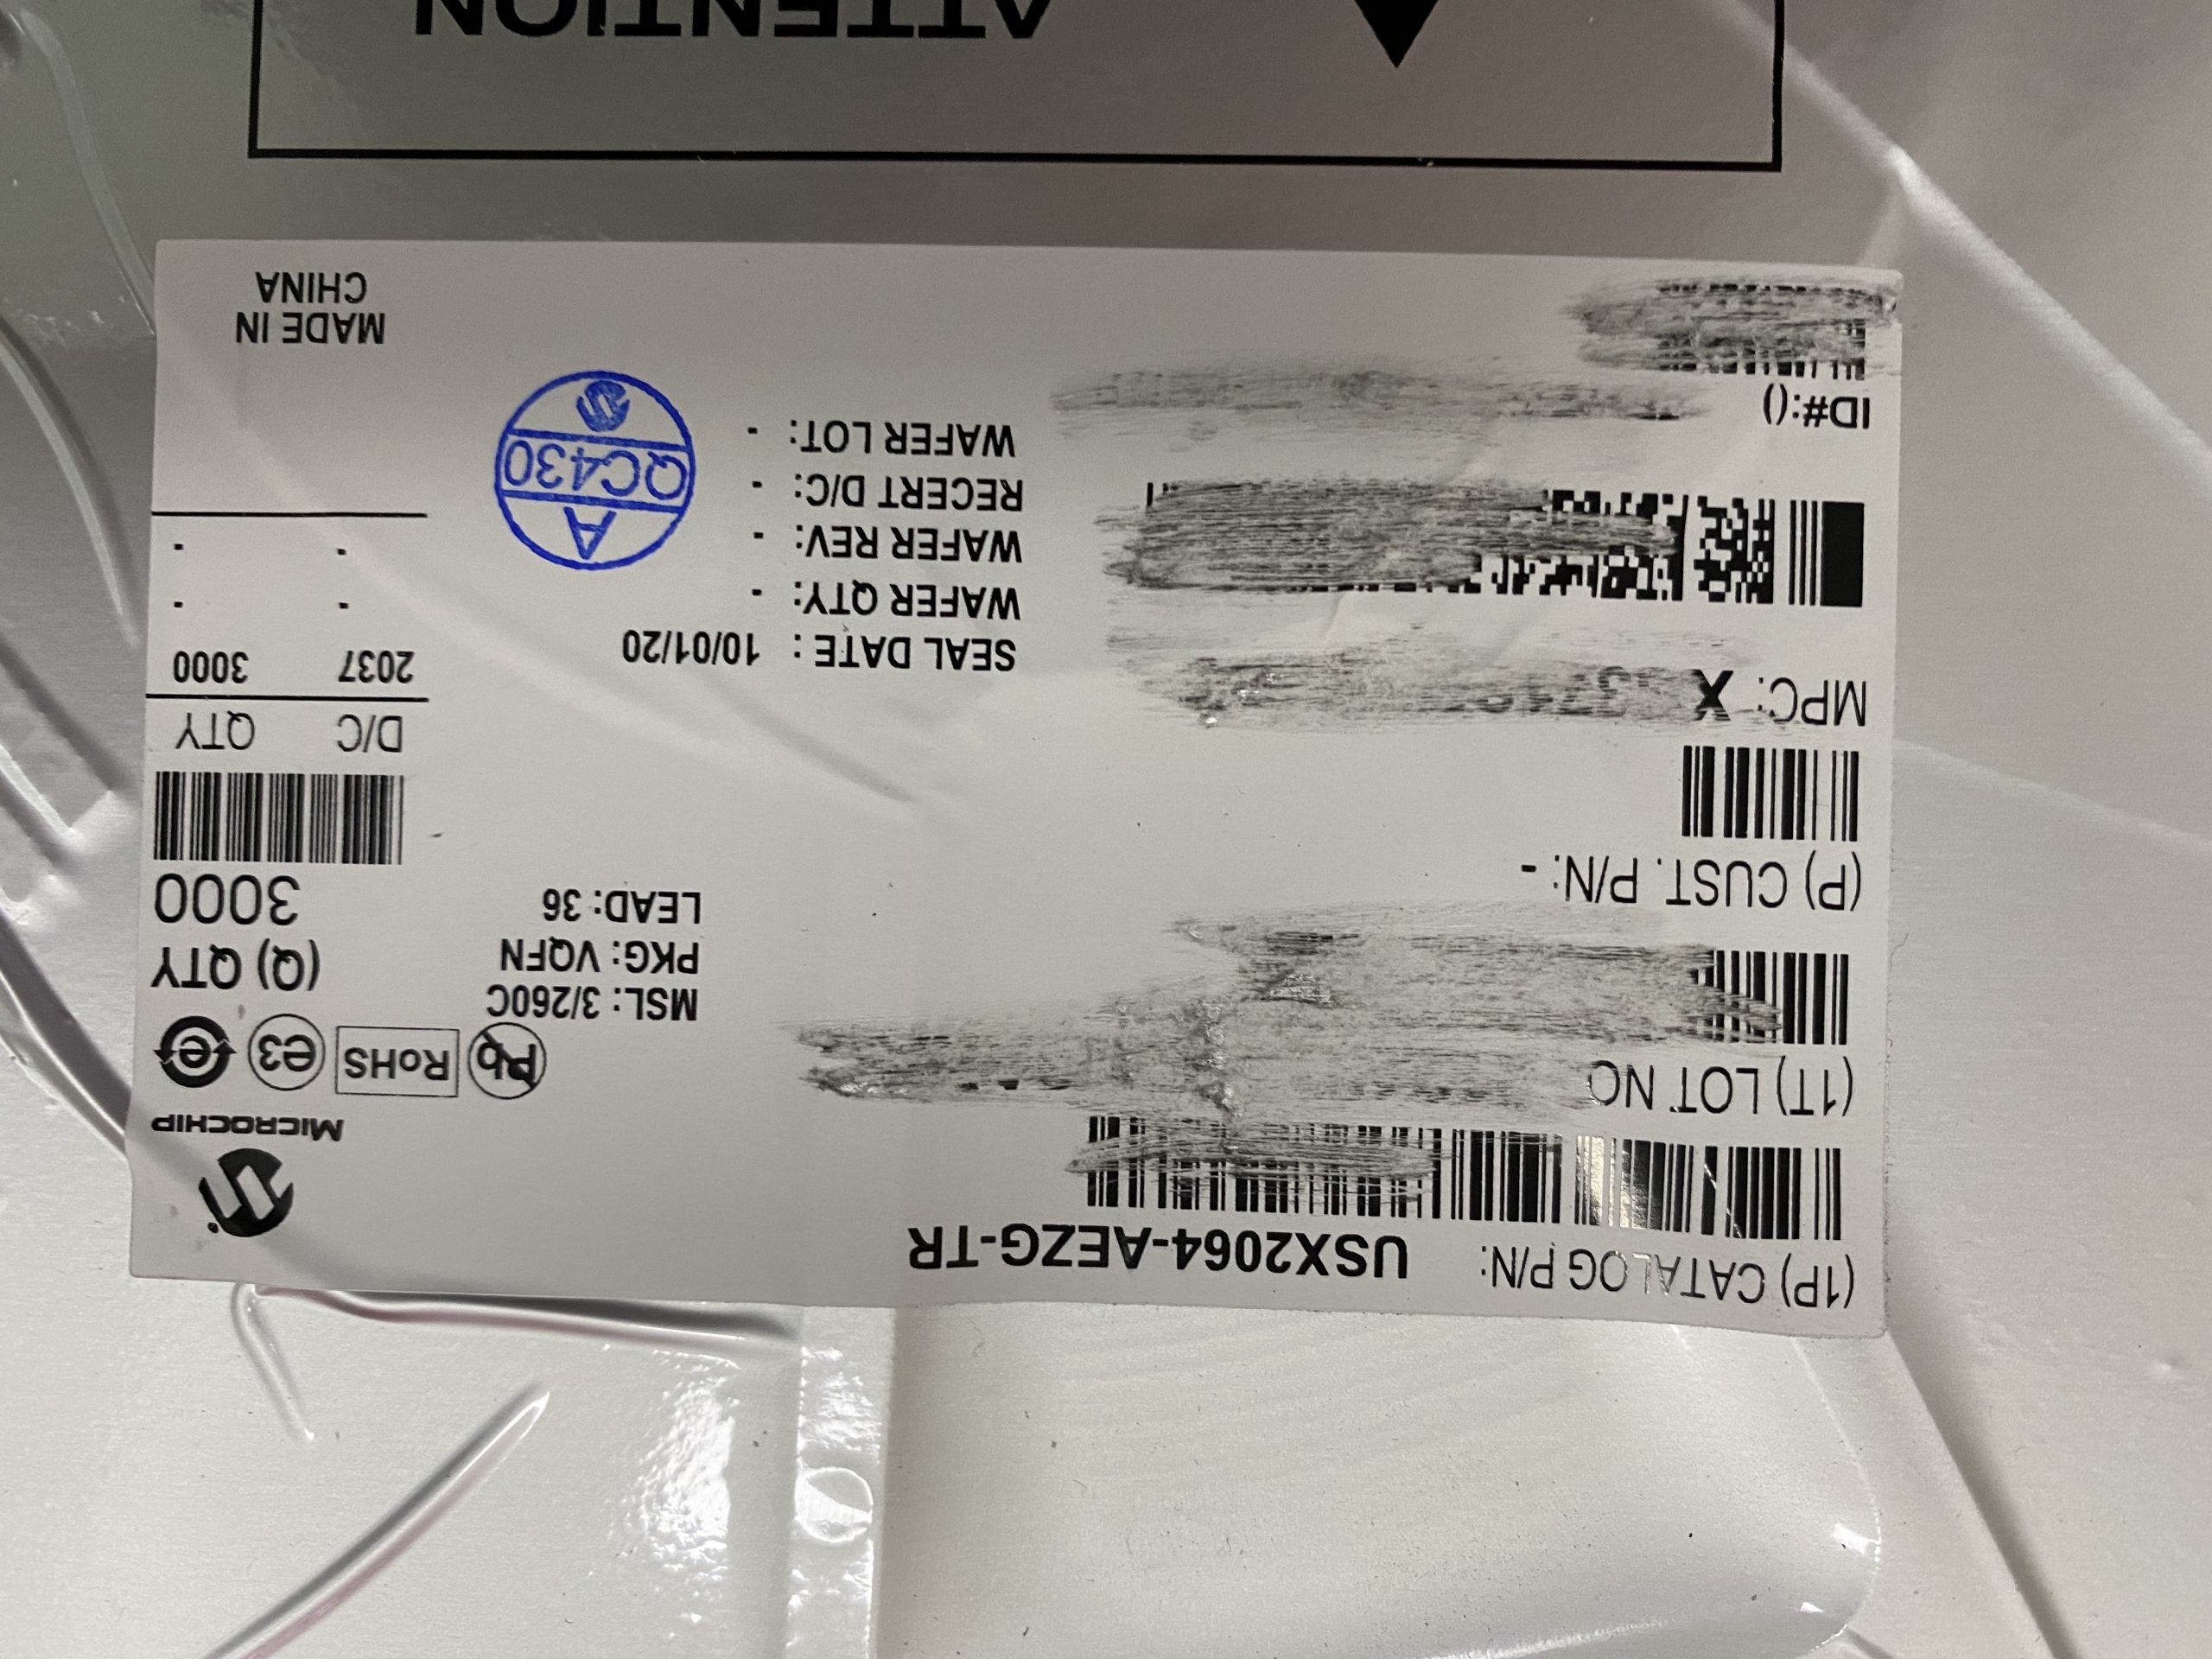 (1P) CATALOG P/N: USX2064-AEZG-TR
MICROCHIP
(1T) LOT NO
Pb RoHS e3 e
MSL: 3/260C
PKG: VQFN
LEAD: 36
(Q) QTY
3000
(P) CUST. P/N: -
D/C QTY
2037 3000
- -
- -
MPC: X
SEAL DATE : 10/01/20
WAFER QTY: -
WAFER REV: -
RECERT D/C: -
WAFER LOT: -
A
QC430
ID#:()
MADE IN
CHINA
ATTENTION